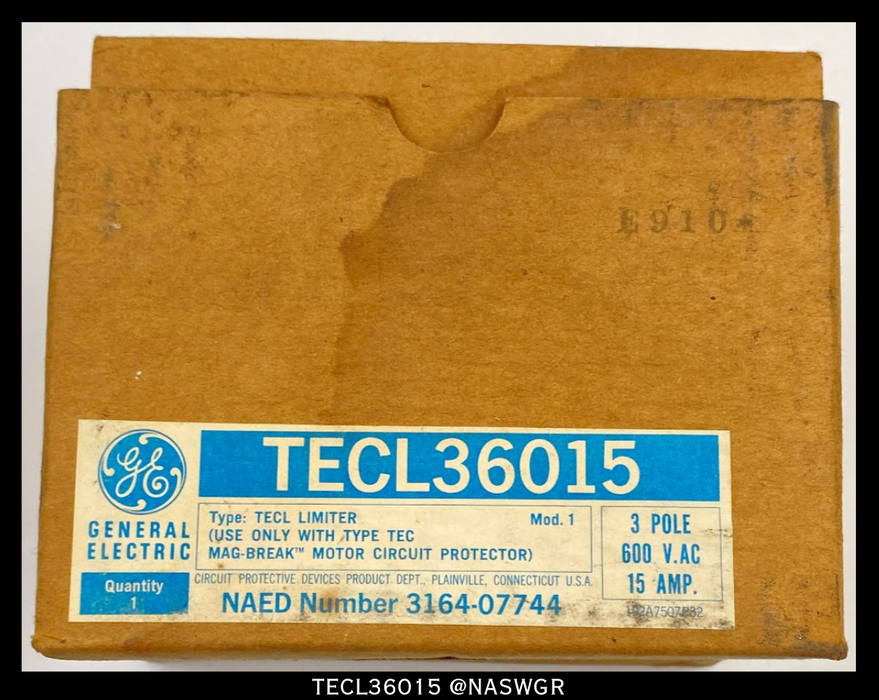 E910
GE
TECL36015
GENERAL
ELECTRIC
Type: TECL LIMITER
Mod. 1
(USE ONLY WITH TYPE TEC
MAG-BREAK™ MOTOR CIRCUIT PROTECTOR)
3 POLE
600 V.AC
15 AMP.
Quantity
1
CIRCUIT PROTECTIVE DEVICES PRODUCT DEPT., PLAINVILLE, CONNECTICUT U.S.A.
NAED Number 3164-07744
TECL36015 @NASWGR